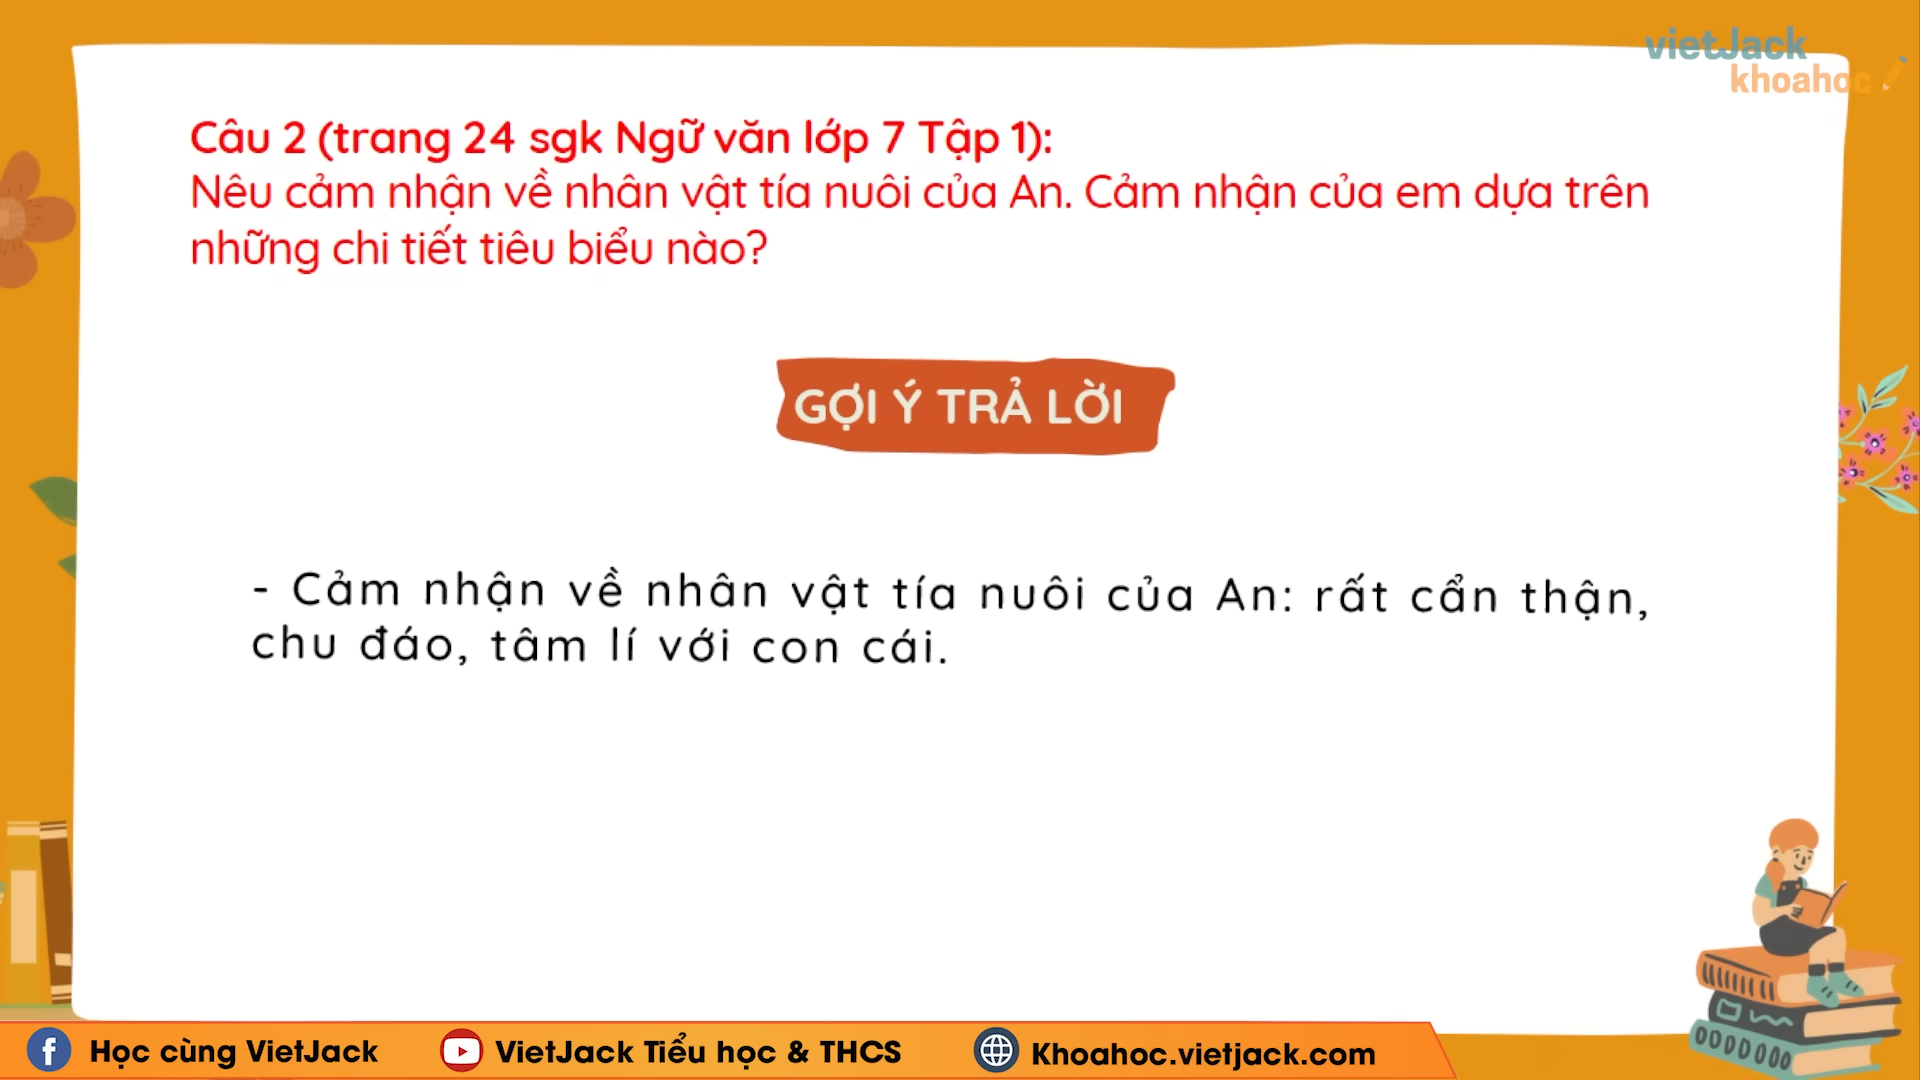 vietJack
khoahoc
Câu 2 (trang 24 sgk Ngữ văn lớp 7 Tập 1):
Nêu cảm nhận về nhân vật tía nuôi của An. Cảm nhận của em dựa trên
những chi tiết tiêu biểu nào?
GỢI Ý TRẢ LỜI
- Cảm nhận về nhân vật tía nuôi của An: rất cẩn thận,
chu đáo, tâm lí với con cái.
Học cùng VietJack
VietJack Tiểu học & THCS
Khoahoc.vietjack.com